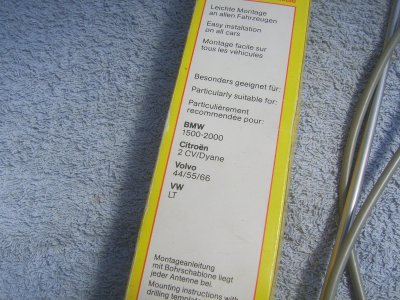 Leichte Montage
an allen Fahrzeugen
Easy installation
on all cars
Montage facile sur
tous les véhicules
Besonders geeignet für:
Particularly suitable for:
Particulièrement
recommendée pour:
BMW
1500-2000
Citroën
2 CV/Dyane
Volvo
44/55/66
VW
LT
Montageanleitung
mit Bohrschablone liegt
jeder Antenne bei.
Mounting instructions with
drilling